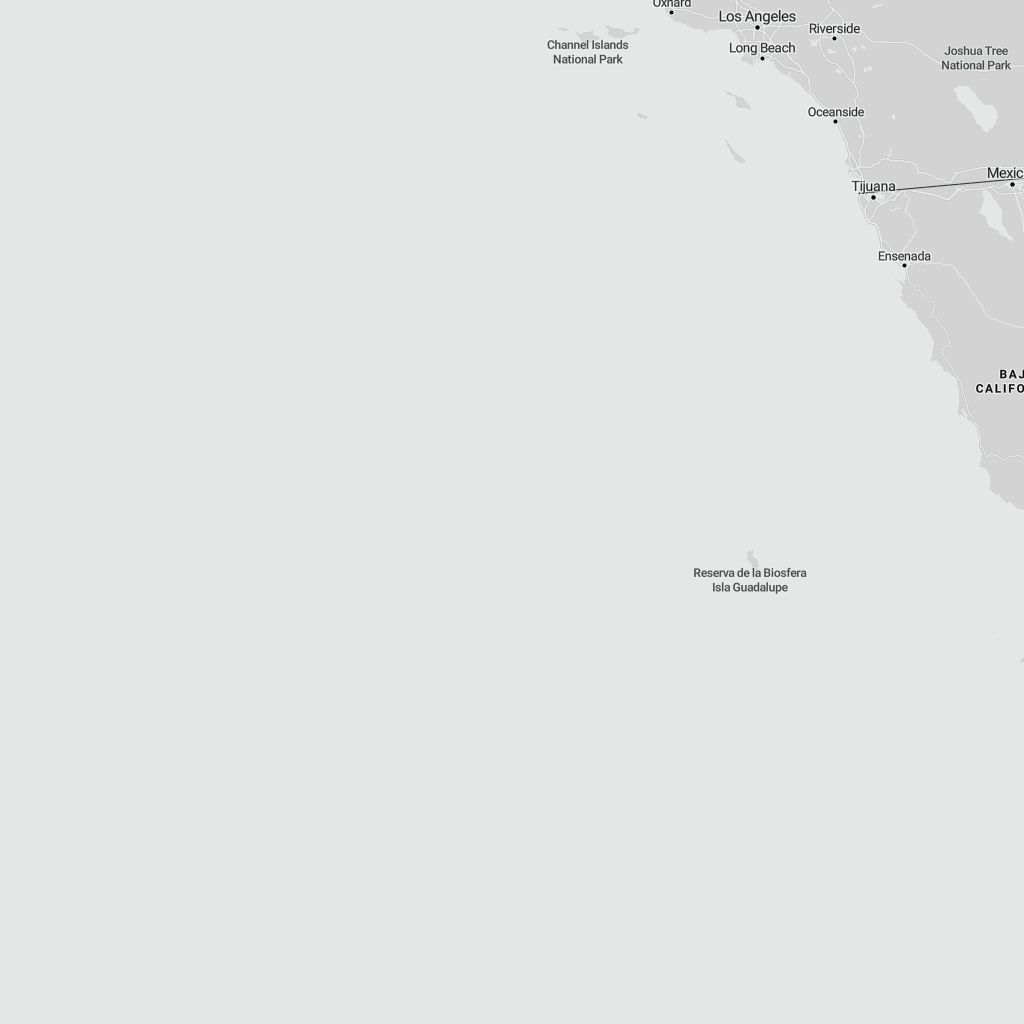 Oxnard
Los Angeles
Riverside
Channel Islands
National Park
Long Beach
Joshua Tree
National Park
Oceanside
Mexic
Tijuana
Ensenada
BAJ
CALIFO
Reserva de la Biosfera
Isla Guadalupe